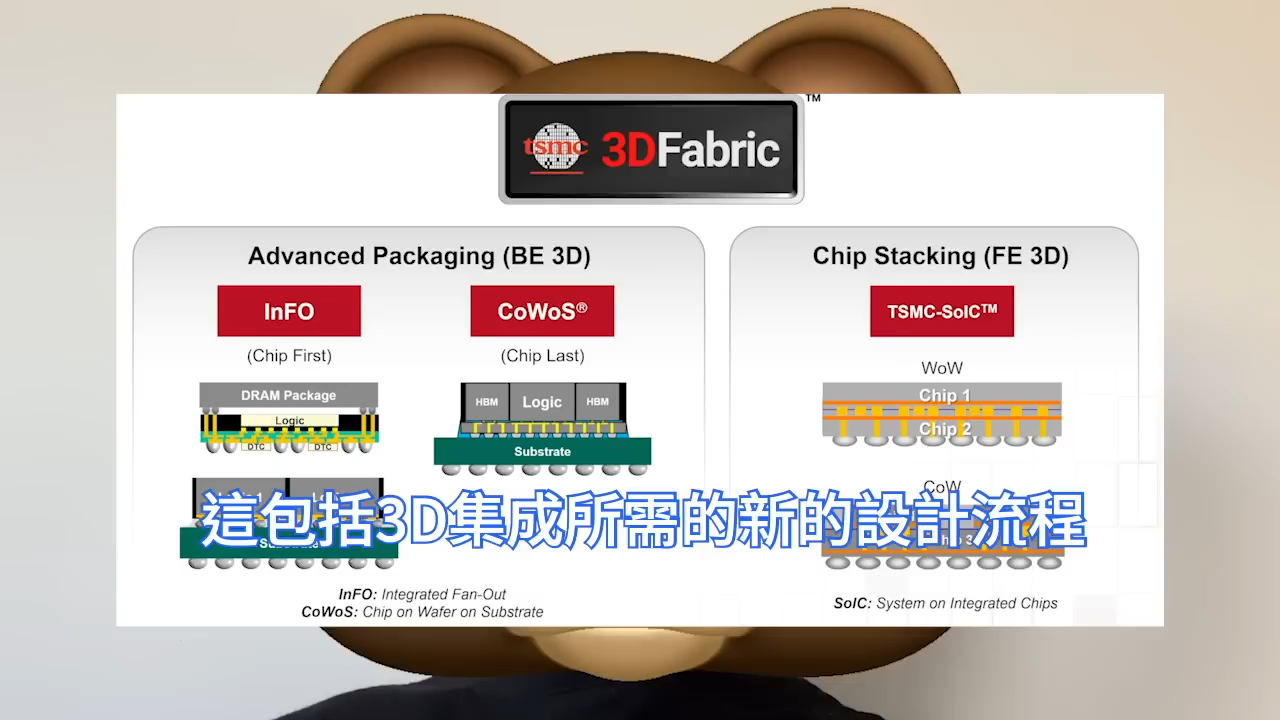 tsmc 3DFabric™
Advanced Packaging (BE 3D)
InFO
(Chip First)
DRAM Package
Logic
DTC DTC
CoWoS®
(Chip Last)
HBM Logic HBM
Substrate
Substrate
InFO: Integrated Fan-Out
CoWoS: Chip on Wafer on Substrate
Chip Stacking (FE 3D)
TSMC-SoIC™
WoW
Chip 1
Chip 2
CoW
SoIC: System on Integrated Chips
這包括3D集成所需的新的設計流程